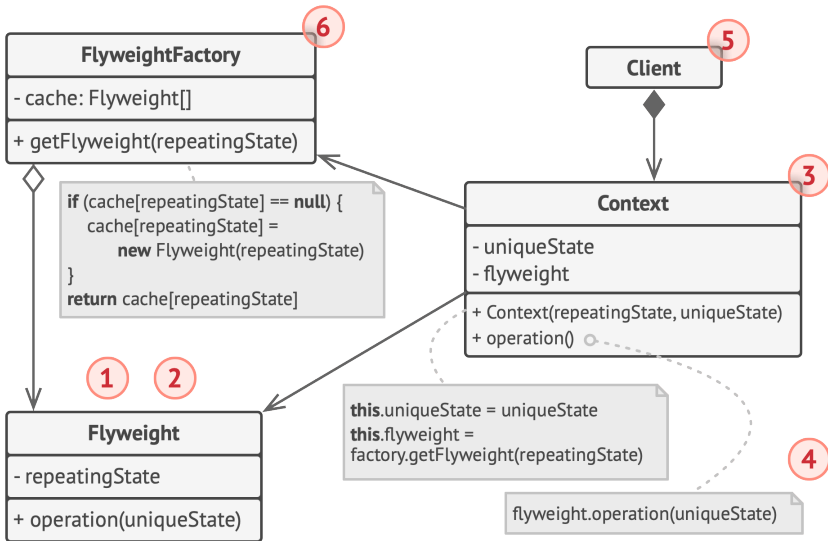 6
FlyweightFactory
- cache: Flyweight[]
+ getFlyweight(repeatingState)
if (cache[repeatingState] == null) {
cache[repeatingState] =
new Flyweight(repeatingState)
}
return cache[repeatingState]
5
Client
3
Context
- uniqueState
- flyweight
+ Context(repeatingState, uniqueState)
+ operation()
1
2
Flyweight
- repeatingState
+ operation(uniqueState)
this.uniqueState = uniqueState
this.flyweight =
factory.getFlyweight(repeatingState)
4
flyweight.operation(uniqueState)